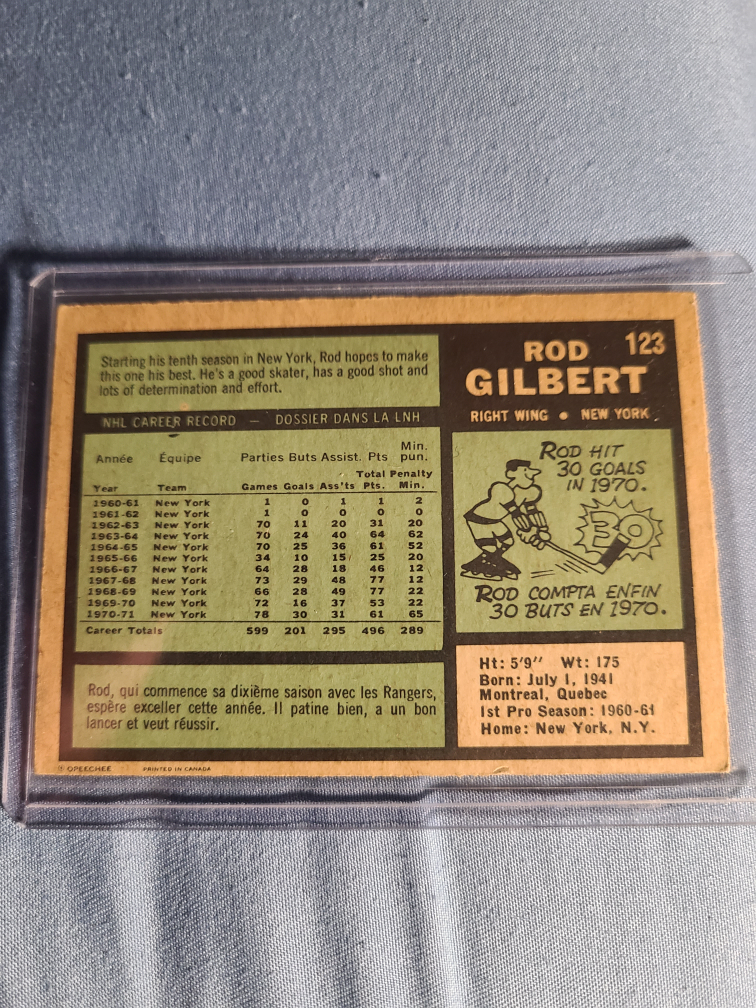 Starting his tenth season in New York, Rod hopes to make
this one his best. He's a good skater, has a good shot and
lots of determination and effort.
NHL CAREER RECORD — DOSSIER DANS LA LNH
Année Équipe Parties Buts Assist. Pts Min. pun.
Year Team Games Goals Ass'ts Total Pts. Penalty Min.
1960-61 New York 1 0 1 1 2
1961-62 New York 1 0 0 0 0
1962-63 New York 70 11 20 31 20
1963-64 New York 70 24 40 64 62
1964-65 New York 70 25 36 61 52
1965-66 New York 34 10 15 25 20
1966-67 New York 64 28 18 46 12
1967-68 New York 73 29 48 77 12
1968-69 New York 66 28 49 77 22
1969-70 New York 72 16 37 53 22
1970-71 New York 78 30 31 61 65
Career Totals 599 201 295 496 289
Rod, qui commence sa dixième saison avec les Rangers,
espère exceller cette année. Il patine bien, a un bon
lancer et veut réussir.
ROD 123
GILBERT
RIGHT WING ● NEW YORK
ROD HIT
30 GOALS
IN 1970.
30
ROD COMPTA ENFIN
30 BUTS EN 1970.
Ht: 5'9" Wt: 175
Born: July 1, 1941
Montreal, Quebec
1st Pro Season: 1960-61
Home: New York, N.Y.
OPEECHEE PRINTED IN CANADA